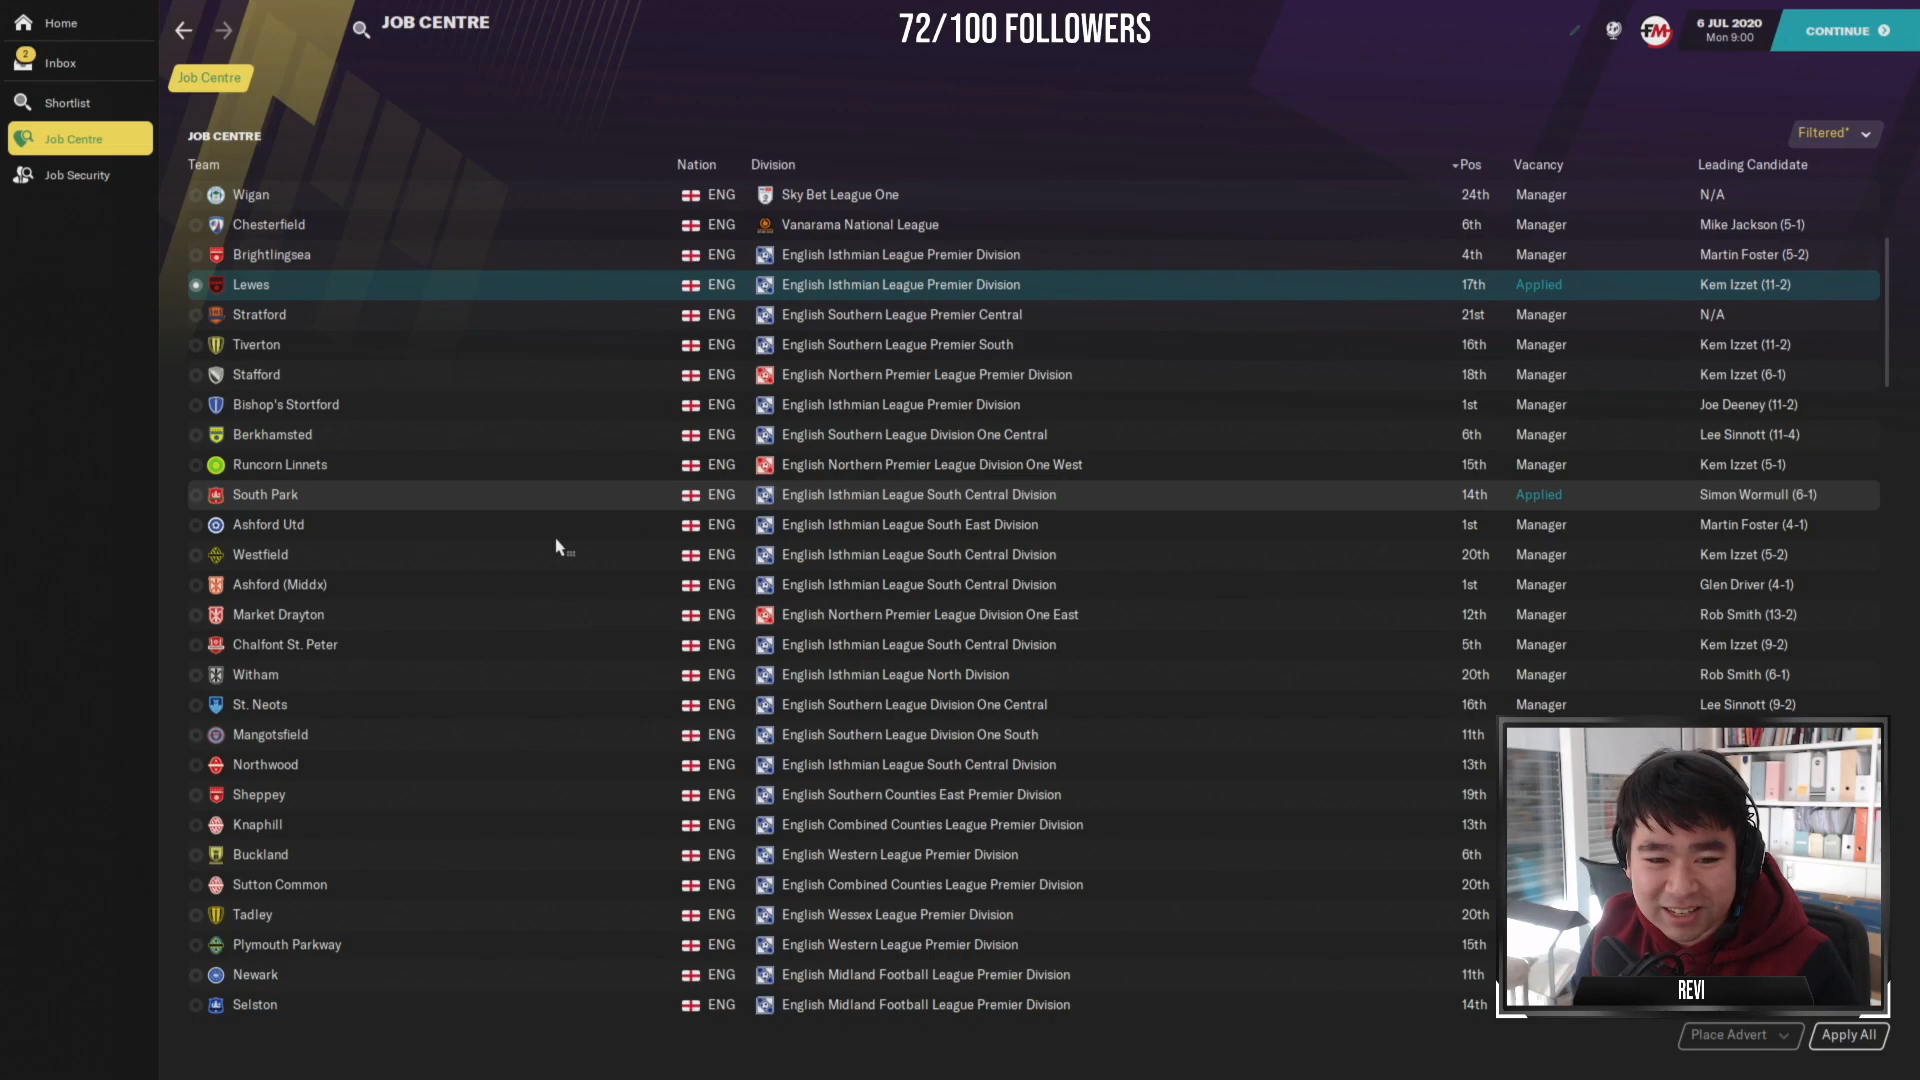 Home
JOB CENTRE
72/100 FOLLOWERS
6 JUL 2020
Mon 9:00
CONTINUE
2
Inbox
Job Centre
Shortlist
Job Centre
Job Security
JOB CENTRE
Filtered*
Team Nation Division Pos Vacancy Leading Candidate
Wigan ENG Sky Bet League One 24th Manager N/A
Chesterfield ENG Vanarama National League 6th Manager Mike Jackson (5-1)
Brightlingsea ENG English Isthmian League Premier Division 4th Manager Martin Foster (5-2)
Lewes ENG English Isthmian League Premier Division 17th Applied Kem Izzet (11-2)
Stratford ENG English Southern League Premier Central 21st Manager N/A
Tiverton ENG English Southern League Premier South 16th Manager Kem Izzet (11-2)
Stafford ENG English Northern Premier League Premier Division 18th Manager Kem Izzet (6-1)
Bishop's Stortford ENG English Isthmian League Premier Division 1st Manager Joe Deeney (11-2)
Berkhamsted ENG English Southern League Division One Central 6th Manager Lee Sinnott (11-4)
Runcorn Linnets ENG English Northern Premier League Division One West 15th Manager Kem Izzet (5-1)
South Park ENG English Isthmian League South Central Division 14th Applied Simon Wormull (6-1)
Ashford Utd ENG English Isthmian League South East Division 1st Manager Martin Foster (4-1)
Westfield ENG English Isthmian League South Central Division 20th Manager Kem Izzet (5-2)
Ashford (Middx) ENG English Isthmian League South Central Division 1st Manager Glen Driver (4-1)
Market Drayton ENG English Northern Premier League Division One East 12th Manager Rob Smith (13-2)
Chalfont St. Peter ENG English Isthmian League South Central Division 5th Manager Kem Izzet (9-2)
Witham ENG English Isthmian League North Division 20th Manager Rob Smith (6-1)
St. Neots ENG English Southern League Division One Central 16th Manager Lee Sinnott (9-2)
Mangotsfield ENG English Southern League Division One South 11th
Northwood ENG English Isthmian League South Central Division 13th
Sheppey ENG English Southern Counties East Premier Division 19th
Knaphill ENG English Combined Counties League Premier Division 13th
Buckland ENG English Western League Premier Division 6th
Sutton Common ENG English Combined Counties League Premier Division 20th
Tadley ENG English Wessex League Premier Division 20th
Plymouth Parkway ENG English Western League Premier Division 15th
Newark ENG English Midland Football League Premier Division 11th
Selston ENG English Midland Football League Premier Division 14th
REVI
Place Advert
Apply All